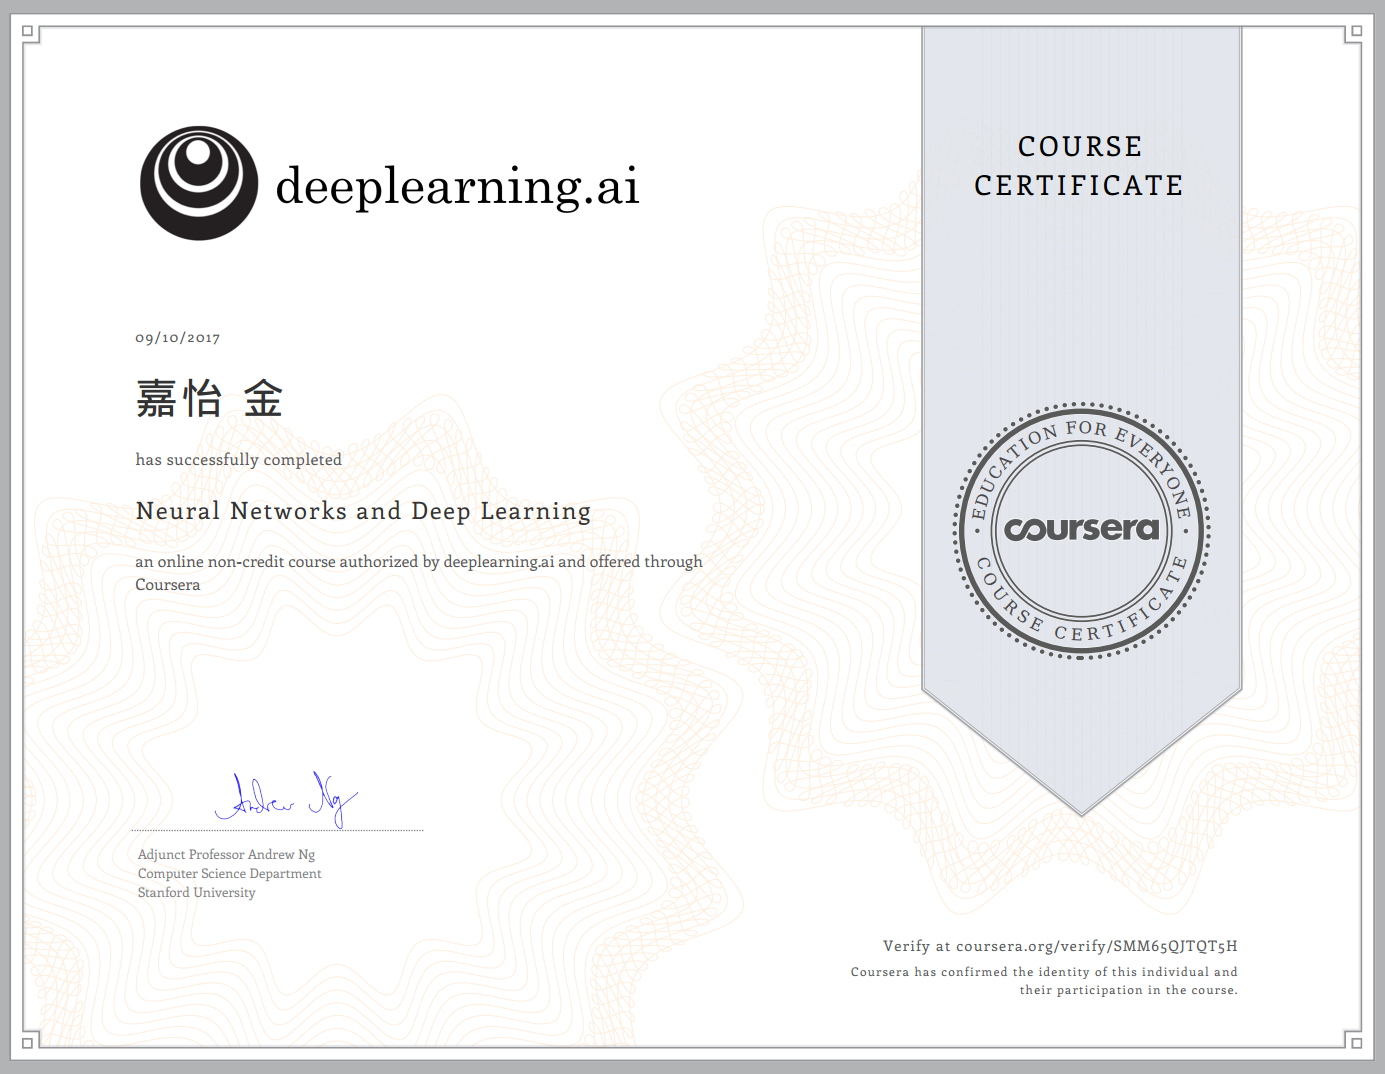 deeplearning.ai
COURSE
CERTIFICATE
09/10/2017
嘉怡 金
has successfully completed
Neural Networks and Deep Learning
an online non-credit course authorized by deeplearning.ai and offered through
Coursera
EDUCATION FOR EVERYONE
coursera
COURSE CERTIFICATE
Andrew Ng
Adjunct Professor Andrew Ng
Computer Science Department
Stanford University
Verify at coursera.org/verify/SMM65QJTQT5H
Coursera has confirmed the identity of this individual and
their participation in the course.